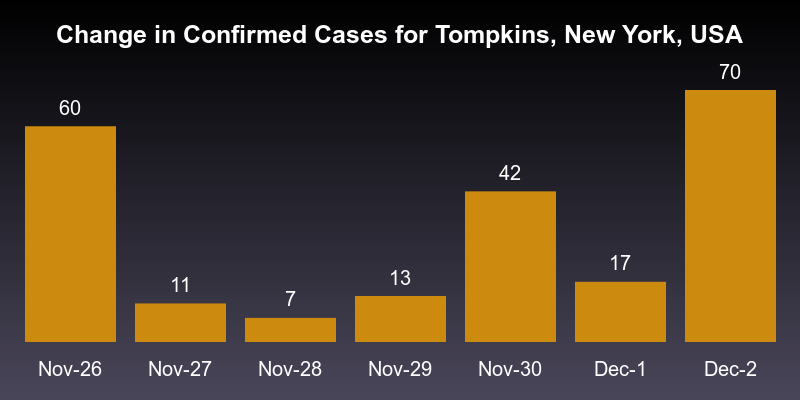 Change in Confirmed Cases for Tompkins, New York, USA
60
11
7
13
42
17
70
Nov-26
Nov-27
Nov-28
Nov-29
Nov-30
Dec-1
Dec-2